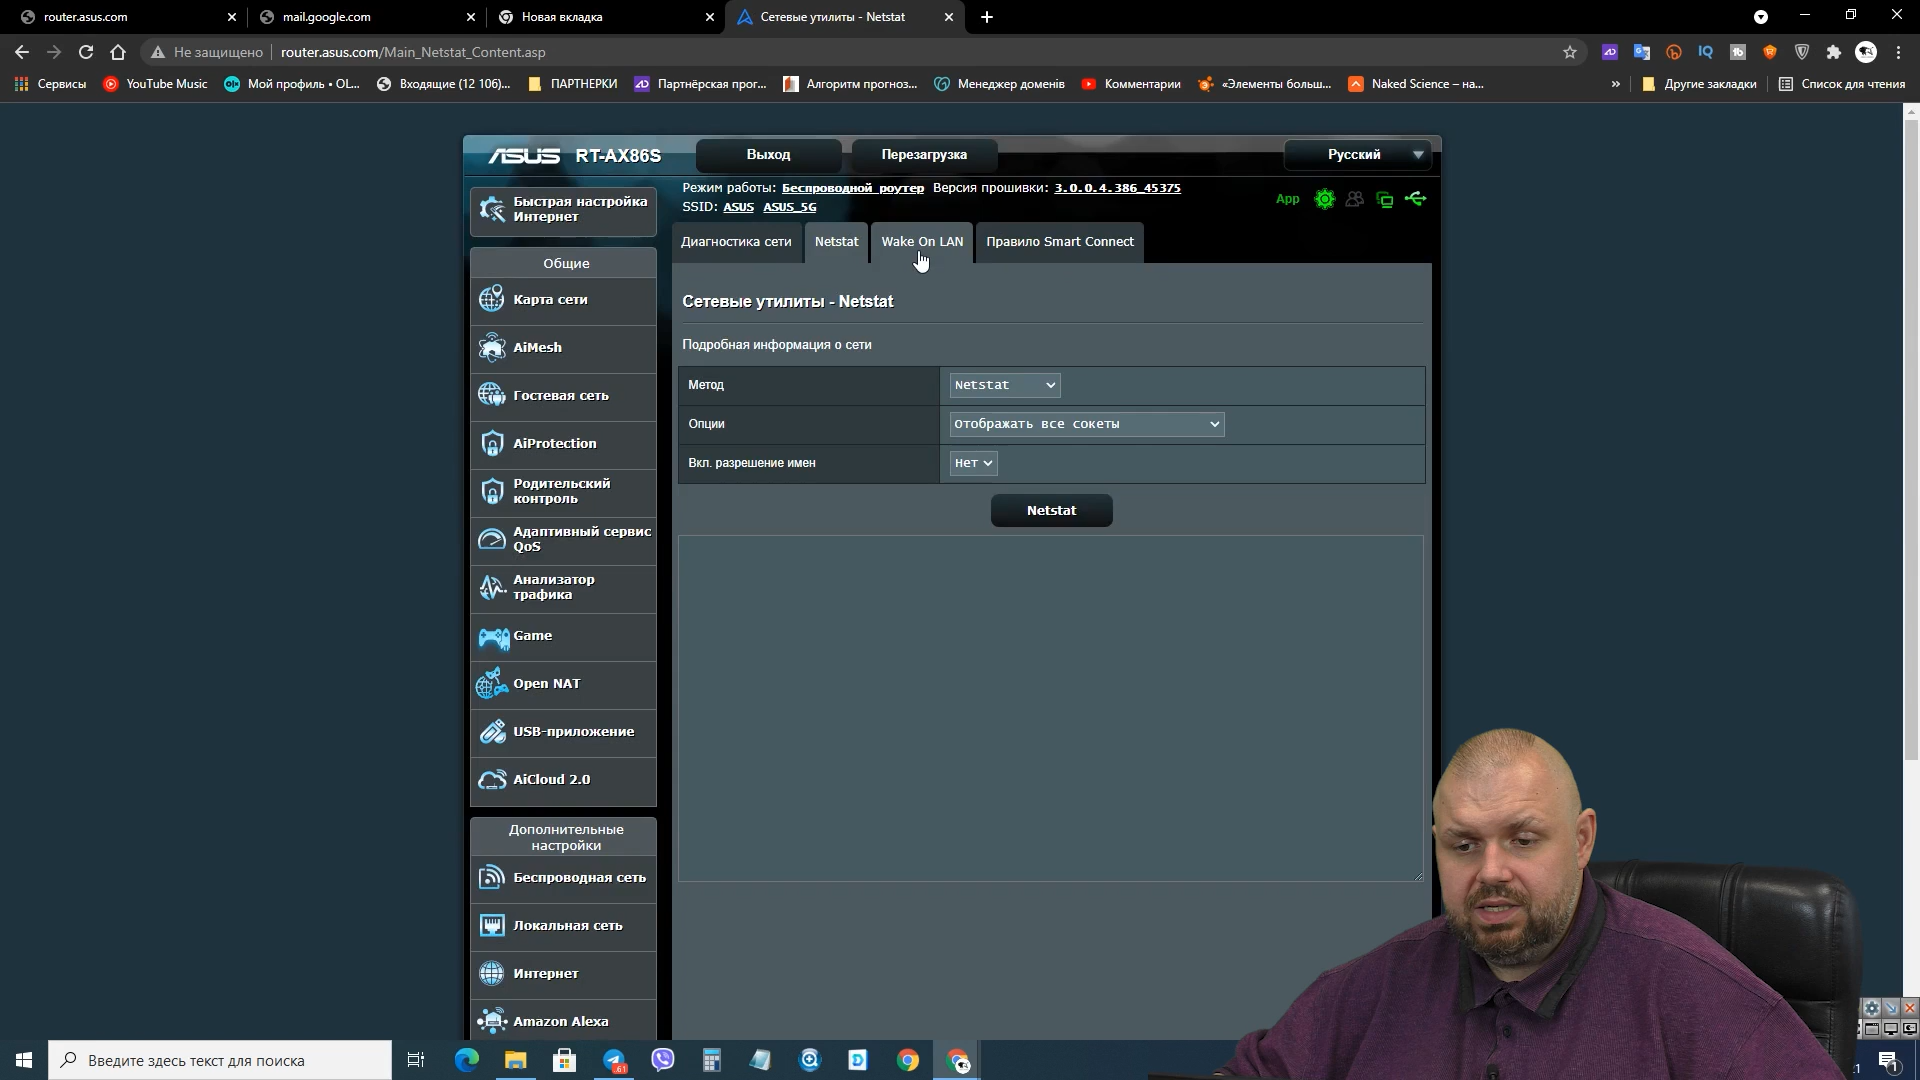 router.asus.com
mail.google.com
Новая вкладка
Сетевые утилиты - Netstat
Не защищено
router.asus.com/Main_Netstat_Content.asp
Сервисы
YouTube Music
Мой профиль • OL...
Входящие (12 106)...
ПАРТНЕРКИ
Партнёрская прог...
Алгоритм прогноз...
Менеджер доменів
Комментарии
«Элементы больш...
Naked Science – на...
»
Другие закладки
Список для чтения
ASUS RT-AX86S
Выход
Перезагрузка
Русский
Режим работы: Беспроводной роутер Версия прошивки: 3.0.0.4.386_45375
SSID: ASUS ASUS_5G
App
Быстрая настройка
Интернет
Общие
Карта сети
AiMesh
Гостевая сеть
AiProtection
Родительский
контроль
Адаптивный сервис
QoS
Анализатор
трафика
Game
Open NAT
USB-приложение
AiCloud 2.0
Дополнительные
настройки
Беспроводная сеть
Локальная сеть
Интернет
Amazon Alexa
Диагностика сети
Netstat
Wake On LAN
Правило Smart Connect
Сетевые утилиты - Netstat
Подробная информация о сети
Метод
Netstat
Опции
Отображать все сокеты
Вкл. разрешение имен
Нет
Netstat
Введите здесь текст для поиска
61
1